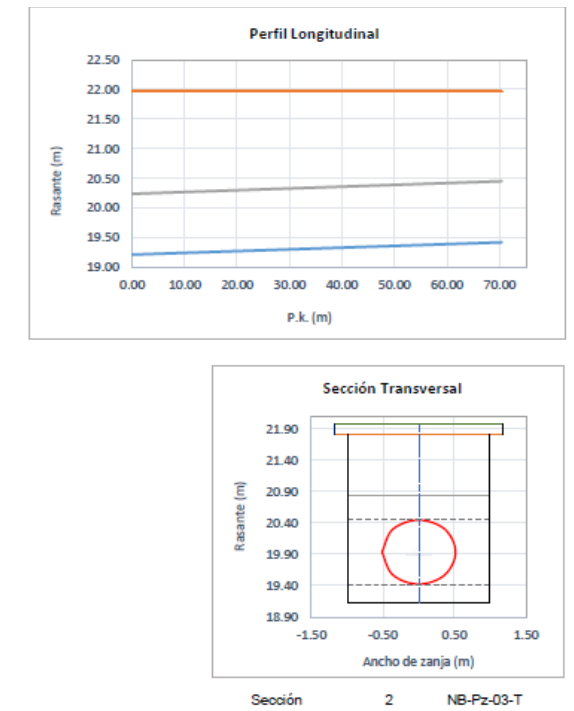 Perfil Longitudinal
22.50
22.00
21.50
21.00
20.50
20.00
19.50
19.00
Rasante (m)
0.00 10.00 20.00 30.00 40.00 50.00 60.00 70.00
P.k. (m)
Sección Transversal
21.90
21.40
20.90
20.40
19.90
19.40
18.90
Rasante (m)
-1.50 -0.50 0.50 1.50
Ancho de zanja (m)
Sección 2 NB-Pz-03-T